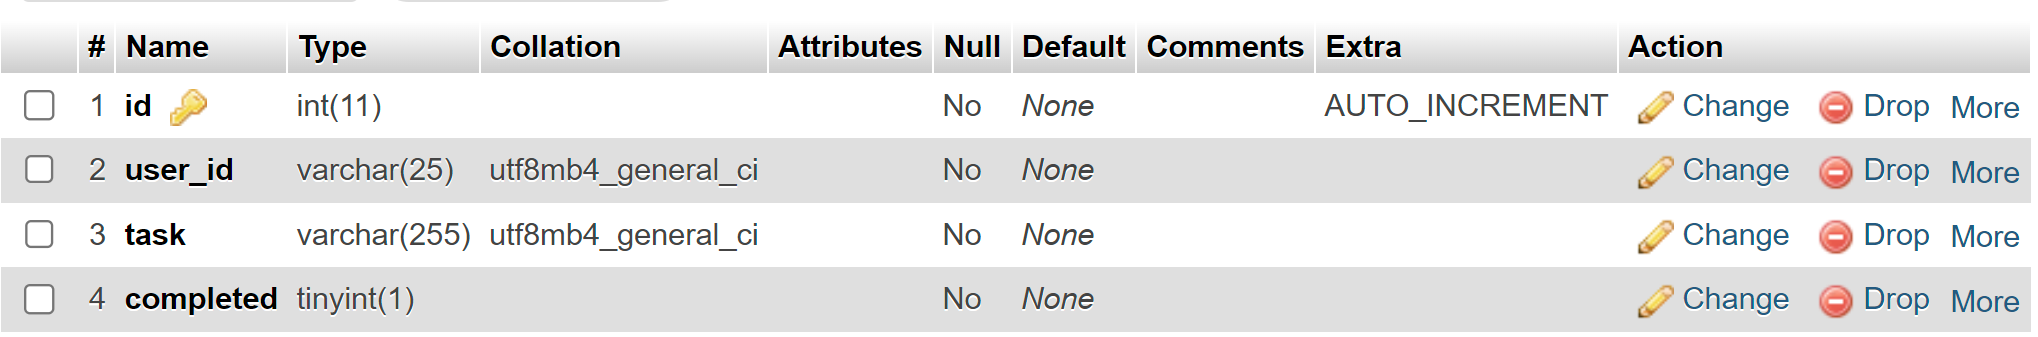 # Name Type Collation Attributes Null Default Comments Extra Action
1 id int(11) No None AUTO_INCREMENT Change Drop More
2 user_id varchar(25) utf8mb4_general_ci No None Change Drop More
3 task varchar(255) utf8mb4_general_ci No None Change Drop More
4 completed tinyint(1) No None Change Drop More